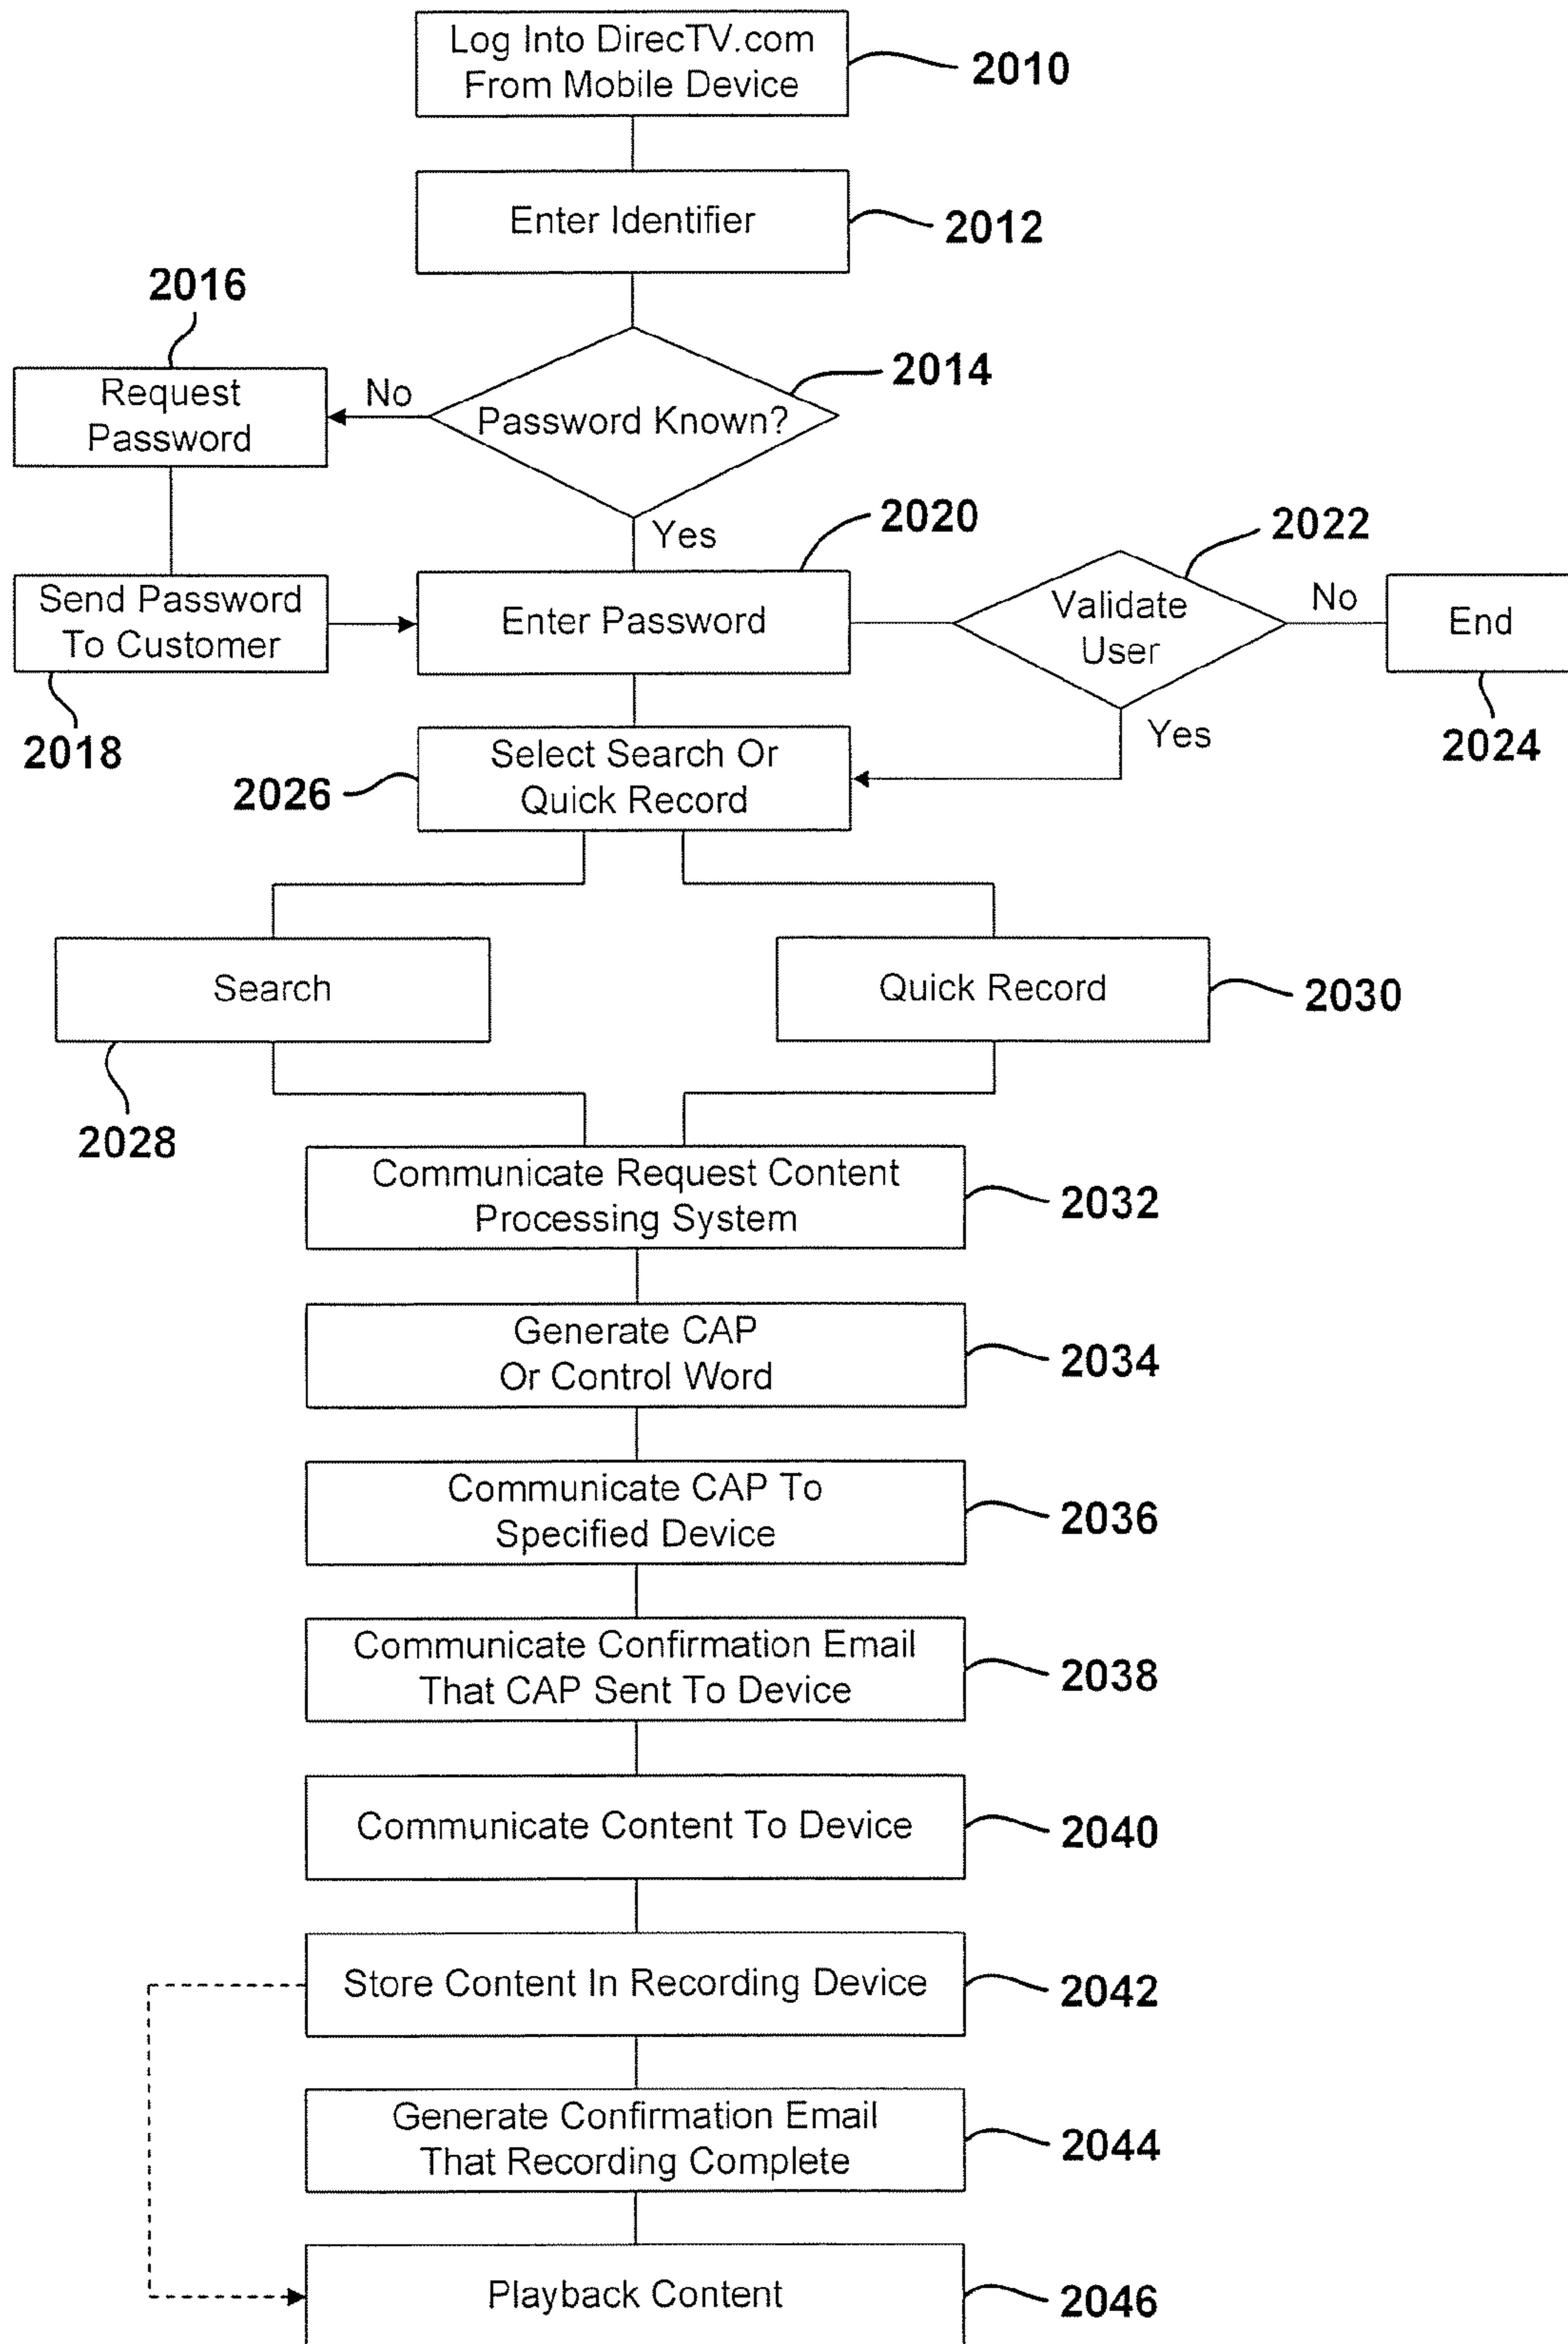 Log Into DirecTV.com
From Mobile Device
2010
Enter Identifier
2012
2016
Request
Password
No
Password Known?
2014
Yes
2020
2022
Send Password
To Customer
2018
Enter Password
Validate
User
No
End
2024
Yes
Select Search Or
Quick Record
2026
Search
2028
Quick Record
2030
Communicate Request Content
Processing System
2032
Generate CAP
Or Control Word
2034
Communicate CAP To
Specified Device
2036
Communicate Confirmation Email
That CAP Sent To Device
2038
Communicate Content To Device
2040
Store Content In Recording Device
2042
Generate Confirmation Email
That Recording Complete
2044
Playback Content
2046